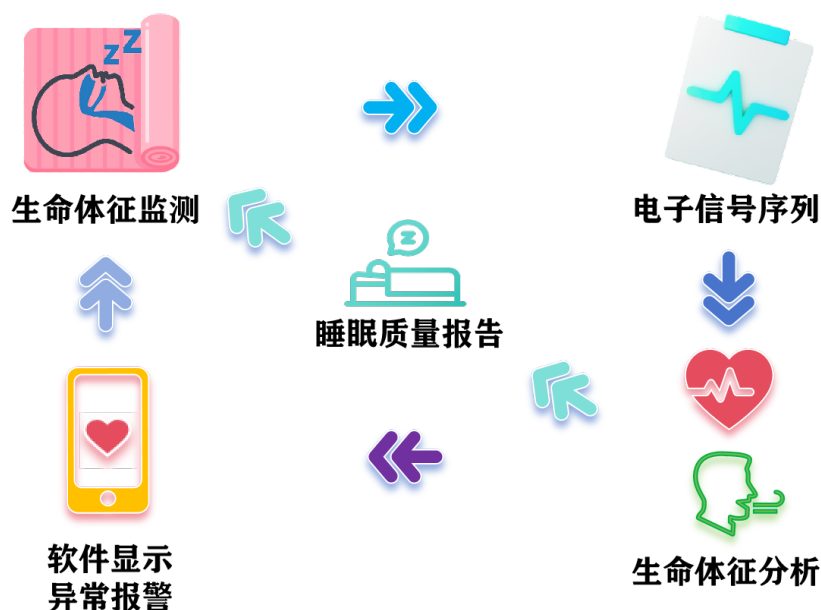 z Z
生命体征监测
电子信号序列
z
睡眠质量报告
软件显示
异常报警
生命体征分析